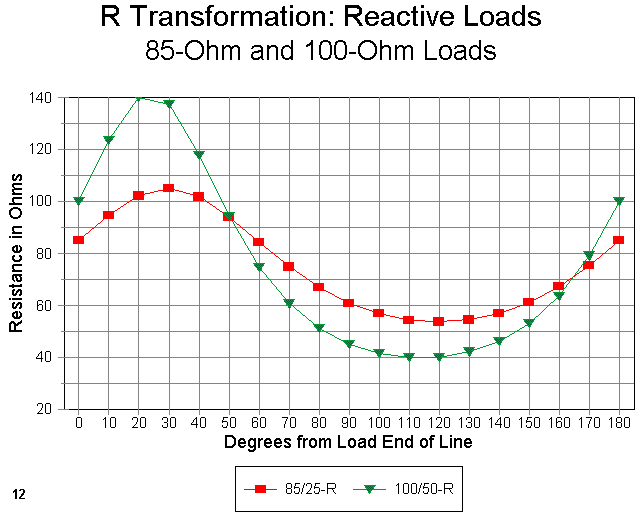 R Transformation: Reactive Loads
85-Ohm and 100-Ohm Loads
140
120
100
80
60
40
20
Resistance in Ohms
0 10 20 30 40 50 60 70 80 90 100 110 120 130 140 150 160 170 180
Degrees from Load End of Line
85/25-R 100/50-R
12